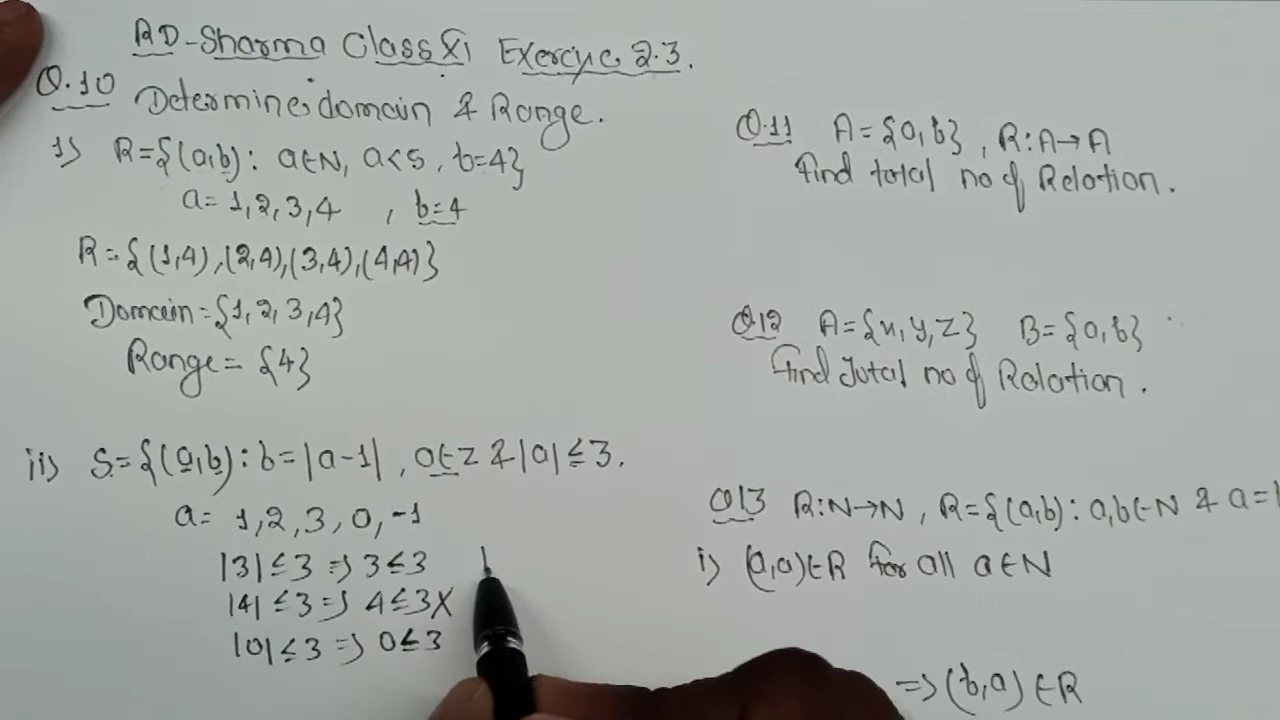 RD-Sharma Class XI Exercise 2.3.
Q.10 Determine domain & Range.
i) R={(a,b): a∈N, a<5, b=4}
a= 1,2,3,4 , b=4
R={(1,4),(2,4),(3,4),(4,4)}
Domain={1,2,3,4}
Range={4}
ii) S={(a,b): b=|a-1|, a∈Z & |a|≤3.
a= 1,2,3,0,-1
|3|≤3 => 3≤3
|4|≤3 => 4≤3X
|0|≤3 => 0≤3
Q.11 A={a,b}, R:A→A
Find total no of Relation.
Q.12 A={x,y,z} B={a,b}
Find Total no of Relation.
Q13 R:N→N, R={(a,b): a,b∈N & a=
i) (a,a)∈R for all a∈N
=> (b,a)∈R